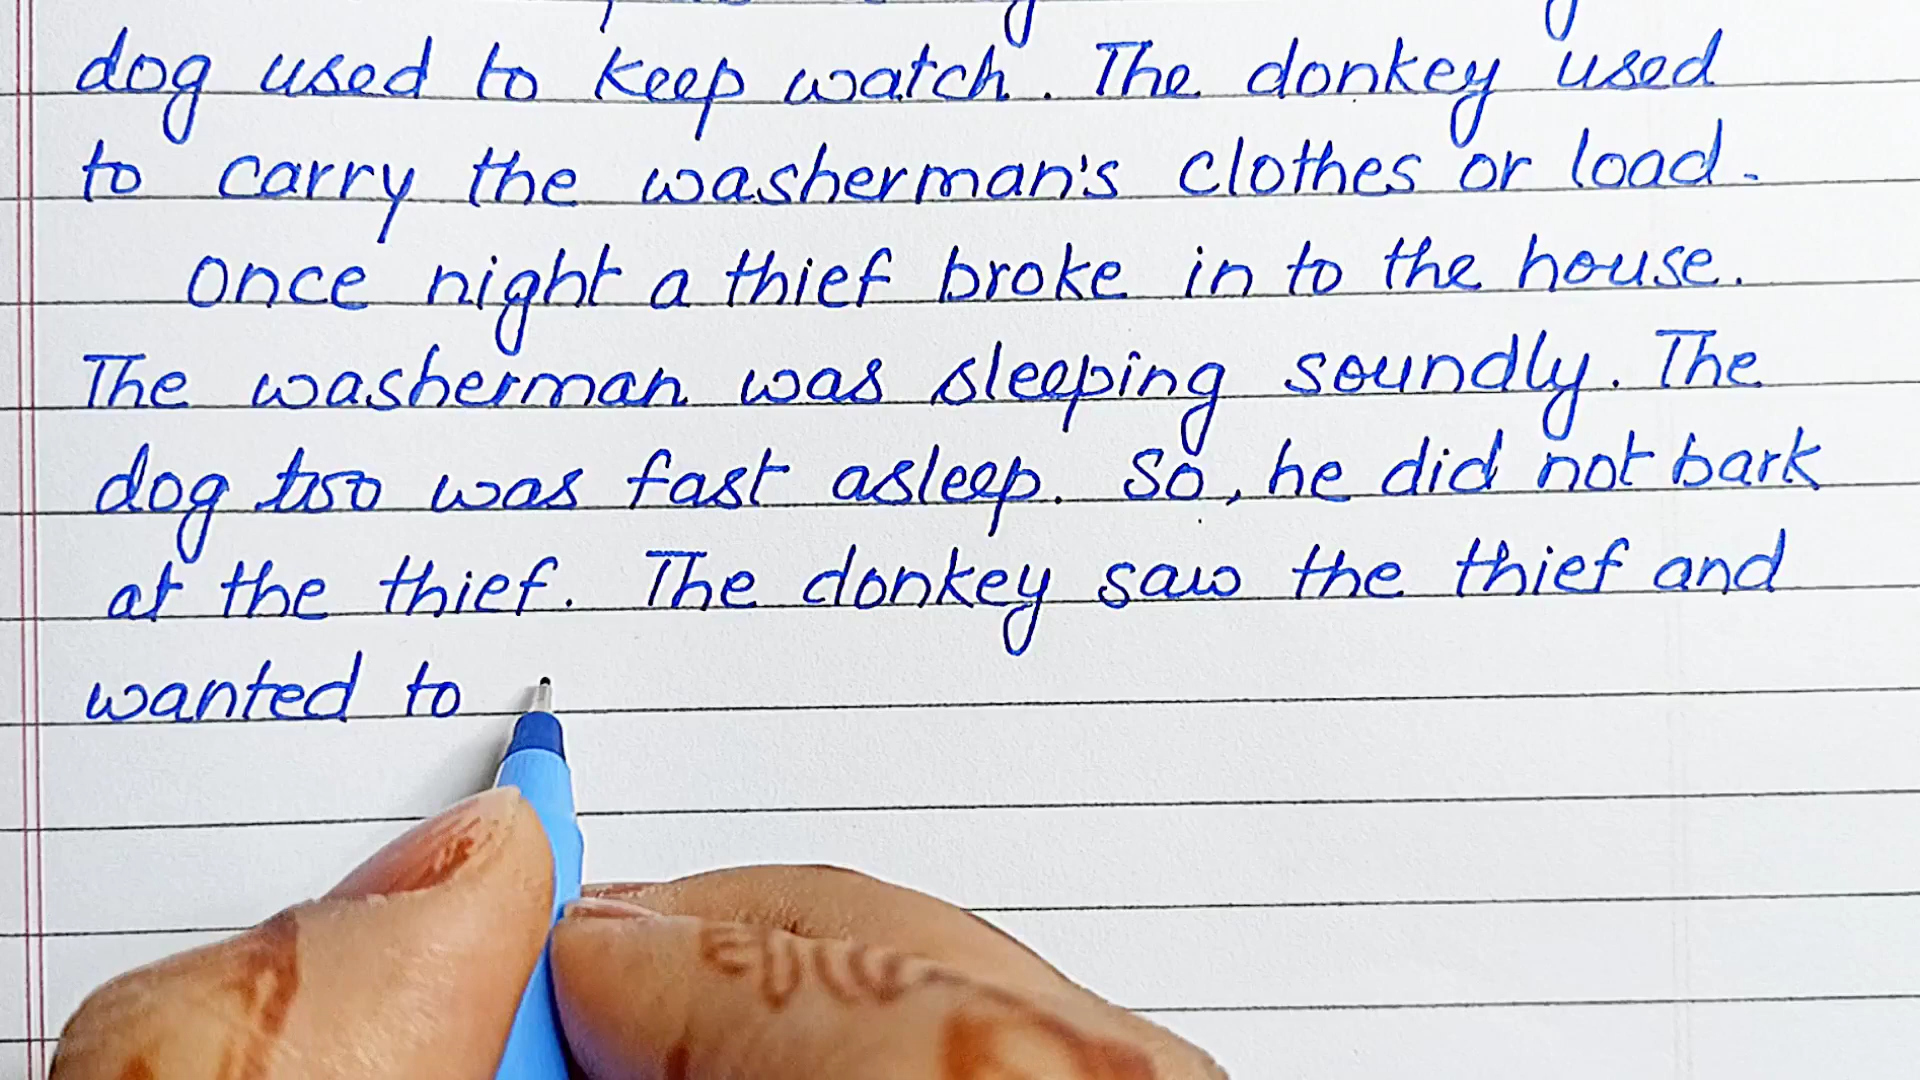 dog used to keep watch. The donkey used
to carry the washerman's clothes or load.
Once night a thief broke in to the house.
The washerman was sleeping soundly. The
dog too was fast asleep. So, he did not bark
at the thief. The donkey saw the thief and
wanted to